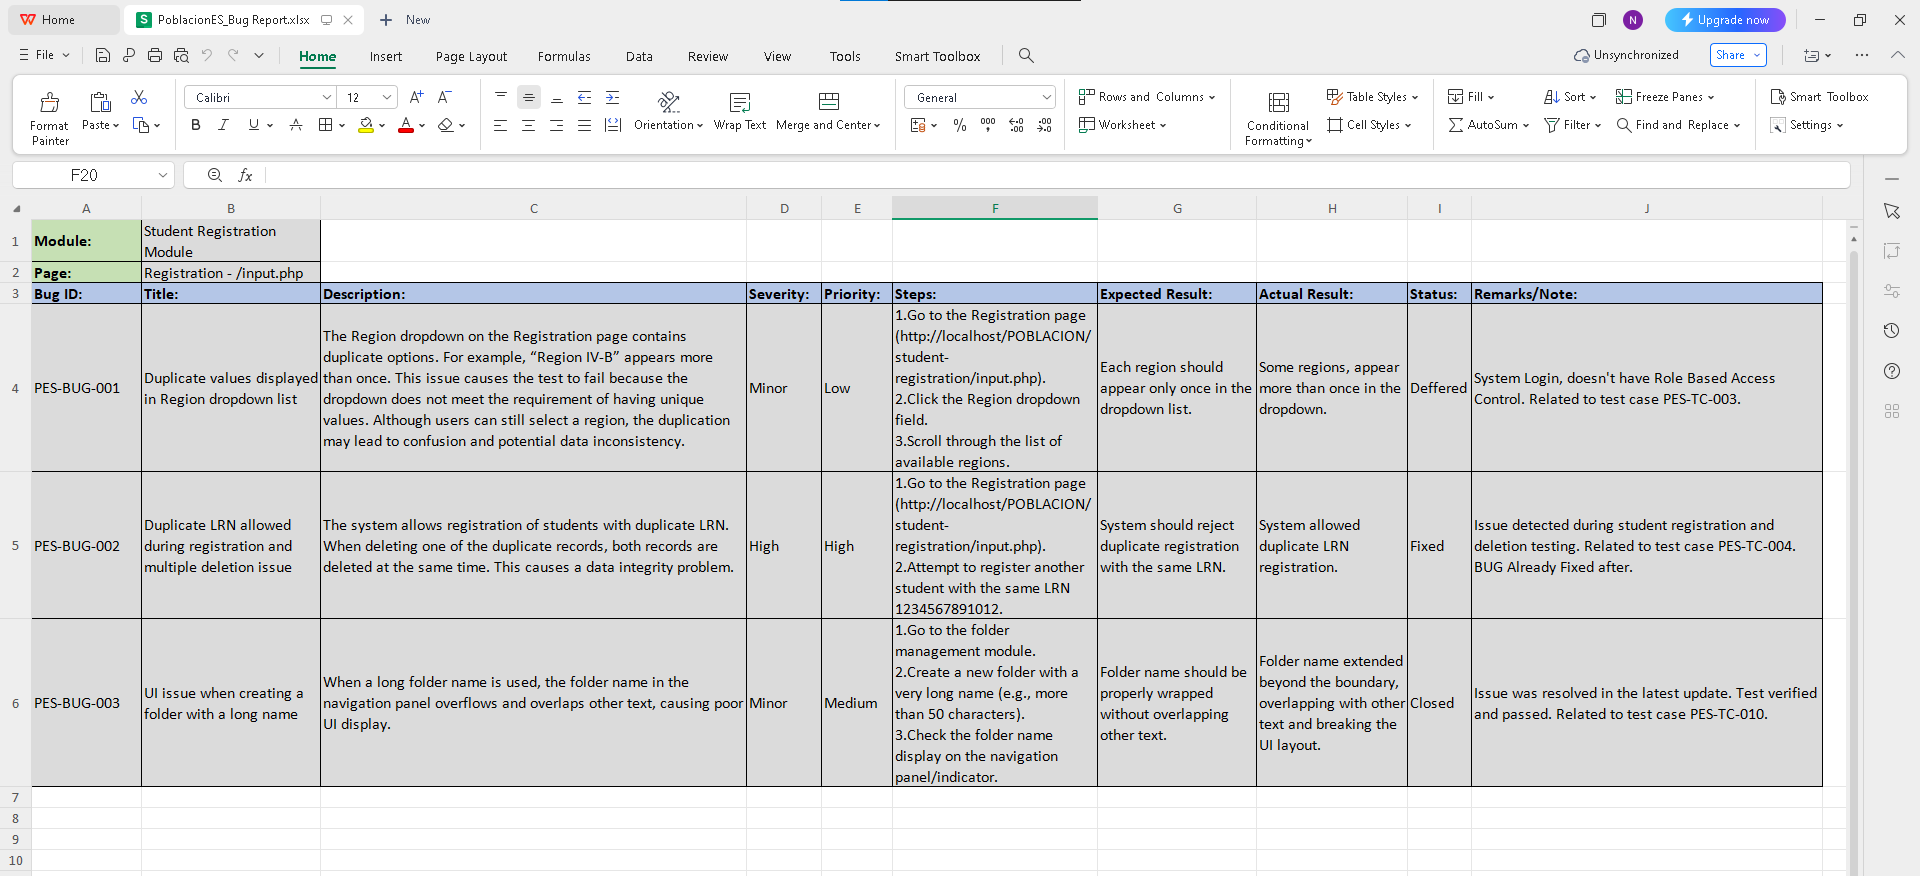 Home
PoblacionES_Bug Report.xlsx
New
N
Upgrade now
File
Home
Insert
Page Layout
Formulas
Data
Review
View
Tools
Smart Toolbox
Unsynchronized
Share
Format
Painter
Paste
Calibri
12
A+
A-
B I U A
A
Orientation
Wrap Text
Merge and Center
General
%
Rows and Columns
Worksheet
Conditional
Formatting
Table Styles
Cell Styles
Fill
AutoSum
Sort
Filter
Freeze Panes
Find and Replace
Smart Toolbox
Settings
F20
fx
A B C D E F G H I J
1
Module:
Student Registration
Module
2
Page:
Registration - /input.php
3
Bug ID:
Title:
Description:
Severity:
Priority:
Steps:
Expected Result:
Actual Result:
Status:
Remarks/Note:
4
PES-BUG-001
Duplicate values displayed
in Region dropdown list
The Region dropdown on the Registration page contains
duplicate options. For example, “Region IV-B” appears more
than once. This issue causes the test to fail because the
dropdown does not meet the requirement of having unique
values. Although users can still select a region, the duplication
may lead to confusion and potential data inconsistency.
Minor
Low
1.Go to the Registration page
(http://localhost/POBLACION/
student-
registration/input.php).
2.Click the Region dropdown
field.
3.Scroll through the list of
available regions.
Each region should
appear only once in the
dropdown list.
Some regions, appear
more than once in the
dropdown.
Deffered
System Login, doesn't have Role Based Access
Control. Related to test case PES-TC-003.
5
PES-BUG-002
Duplicate LRN allowed
during registration and
multiple deletion issue
The system allows registration of students with duplicate LRN.
When deleting one of the duplicate records, both records are
deleted at the same time. This causes a data integrity problem.
High
High
1.Go to the Registration page
(http://localhost/POBLACION/
student-
registration/input.php).
2.Attempt to register another
student with the same LRN
1234567891012.
System should reject
duplicate registration
with the same LRN.
System allowed
duplicate LRN
registration.
Fixed
Issue detected during student registration and
deletion testing. Related to test case PES-TC-004.
BUG Already Fixed after.
6
PES-BUG-003
UI issue when creating a
folder with a long name
When a long folder name is used, the folder name in the
navigation panel overflows and overlaps other text, causing poor
UI display.
Minor
Medium
1.Go to the folder
management module.
2.Create a new folder with a
very long name (e.g., more
than 50 characters).
3.Check the folder name
display on the navigation
panel/indicator.
Folder name should be
properly wrapped
without overlapping
other text.
Folder name extended
beyond the boundary,
overlapping with other
text and breaking the
UI layout.
Closed
Issue was resolved in the latest update. Test verified
and passed. Related to test case PES-TC-010.
7
8
9
10